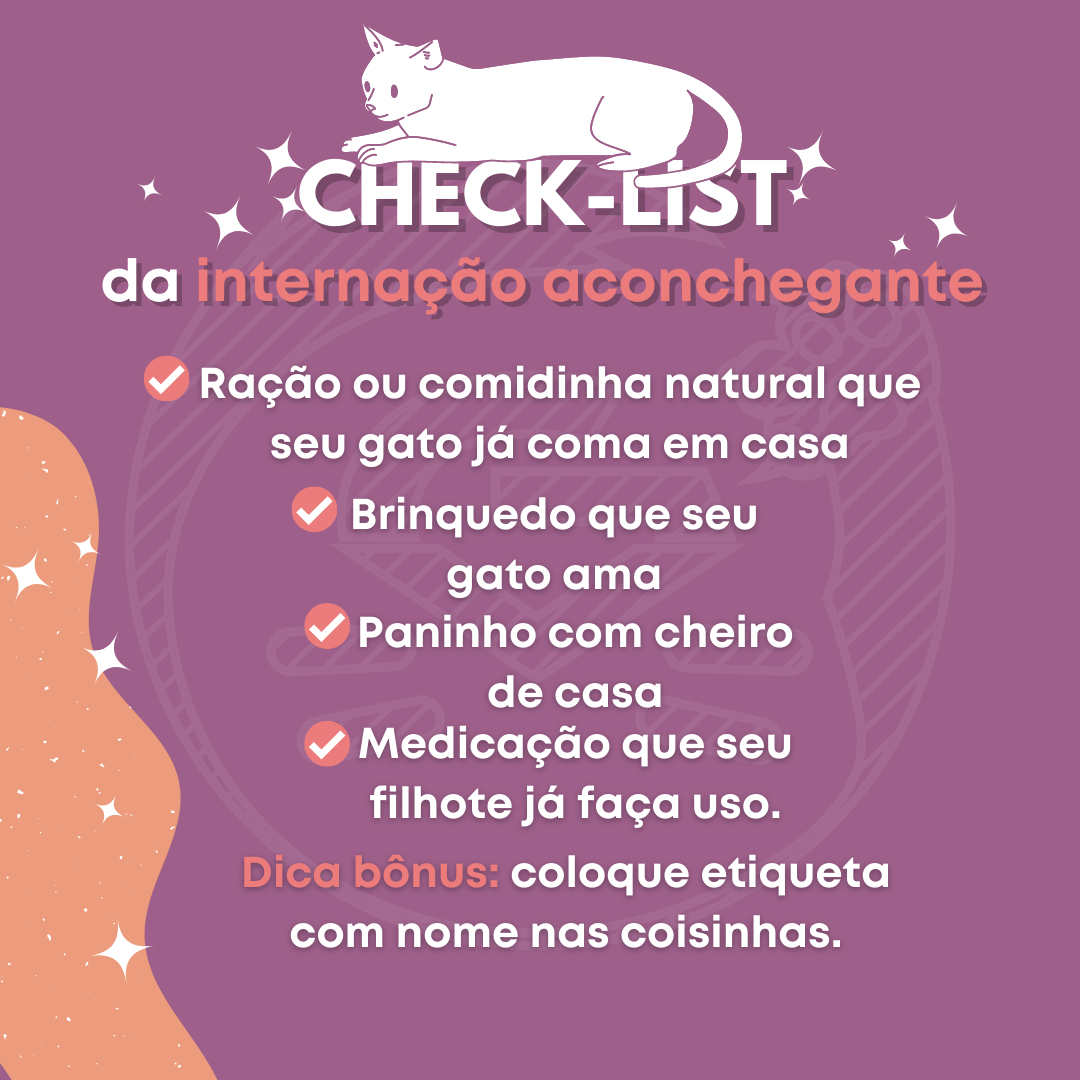 CHECK-LIST
da internação aconchegante
Ração ou comidinha natural que
seu gato já coma em casa
Brinquedo que seu
gato ama
Paninho com cheiro
de casa
Medicação que seu
filhote já faça uso.
Dica bônus: coloque etiqueta
com nome nas coisinhas.